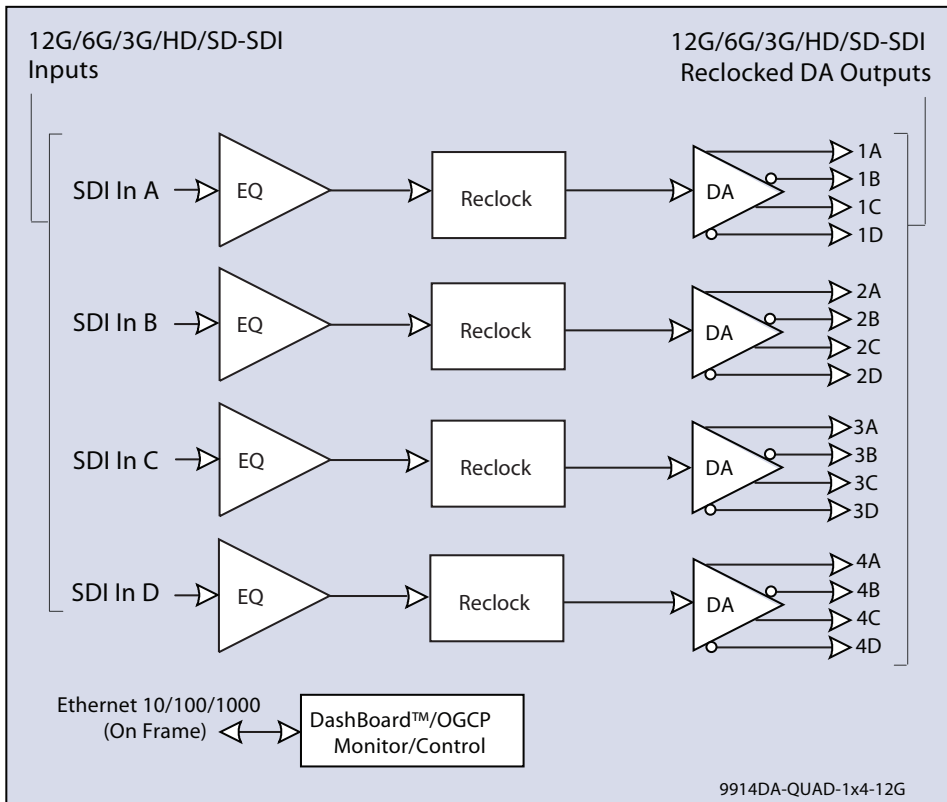 12G/6G/3G/HD/SD-SDI
Inputs
12G/6G/3G/HD/SD-SDI
Reclocked DA Outputs
SDI In A
EQ
Reclock
DA
1A
1B
1C
1D
SDI In B
EQ
Reclock
DA
2A
2B
2C
2D
SDI In C
EQ
Reclock
DA
3A
3B
3C
3D
SDI In D
EQ
Reclock
DA
4A
4B
4C
4D
Ethernet 10/100/1000
(On Frame)
DashBoard™/OGCP
Monitor/Control
9914DA-QUAD-1x4-12G